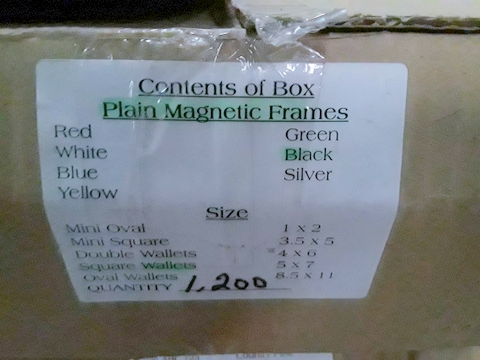 Contents of Box
Plain Magnetic Frames
Red Green
White Black
Blue Silver
Yellow
Size
Mini Oval 1 x 2
Mini Square 3.5 x 5
Double Wallets 4 x 6
Square Wallets 5 x 7
Oval Wallets 8.5 x 11
QUANTITY 1,200